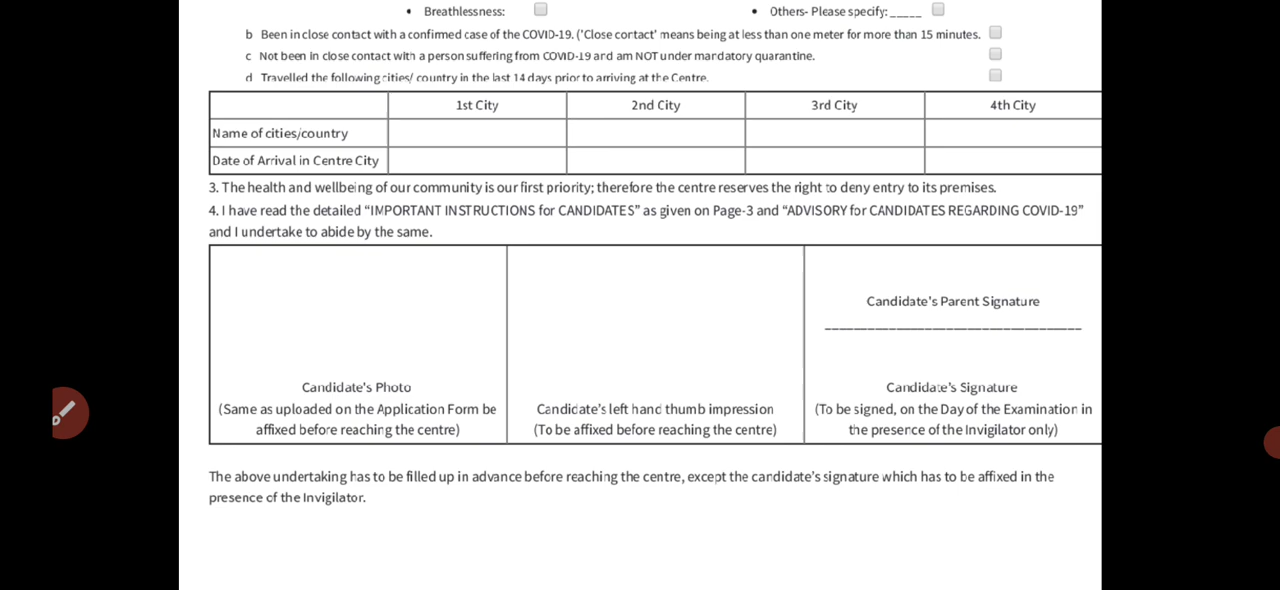 • Breathlessness:
• Others- Please specify:_____
b Been in close contact with a confirmed case of the COVID-19. ('Close contact' means being at less than one meter for more than 15 minutes.
c Not been in close contact with a person suffering from COVID-19 and am NOT under mandatory quarantine.
d Travelled the following cities/ country in the last 14 days prior to arriving at the Centre.
1st City 2nd City 3rd City 4th City
Name of cities/country
Date of Arrival in Centre City
3. The health and wellbeing of our community is our first priority; therefore the centre reserves the right to deny entry to its premises.
4. I have read the detailed “IMPORTANT INSTRUCTIONS for CANDIDATES” as given on Page-3 and “ADVISORY for CANDIDATES REGARDING COVID-19”
and I undertake to abide by the same.
Candidate's Photo
(Same as uploaded on the Application Form be
affixed before reaching the centre)
Candidate’s left hand thumb impression
(To be affixed before reaching the centre)
Candidate's Parent Signature
____________________________________
Candidate’s Signature
(To be signed, on the Day of the Examination in
the presence of the Invigilator only)
The above undertaking has to be filled up in advance before reaching the centre, except the candidate’s signature which has to be affixed in the
presence of the Invigilator.